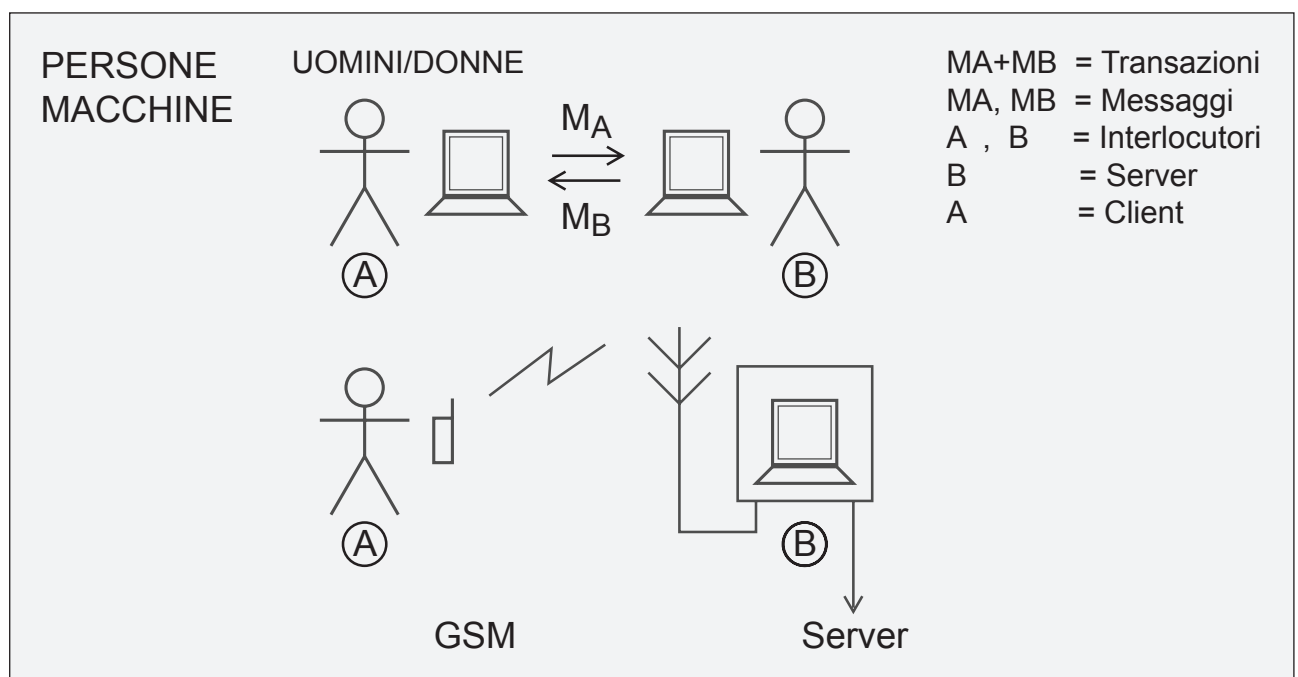 PERSONE
MACCHINE
UOMINI/DONNE
MA
MB
A
B
MA+MB = Transazioni
MA, MB = Messaggi
A , B = Interlocutori
B = Server
A = Client
A
B
GSM
Server